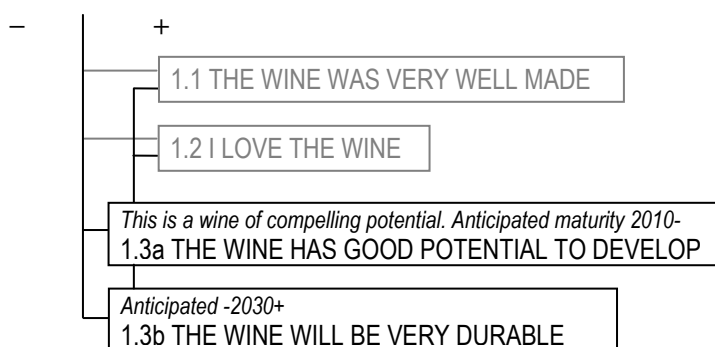 – +
1.1 THE WINE WAS VERY WELL MADE
1.2 I LOVE THE WINE
This is a wine of compelling potential. Anticipated maturity 2010-
1.3a THE WINE HAS GOOD POTENTIAL TO DEVELOP
Anticipated -2030+
1.3b THE WINE WILL BE VERY DURABLE